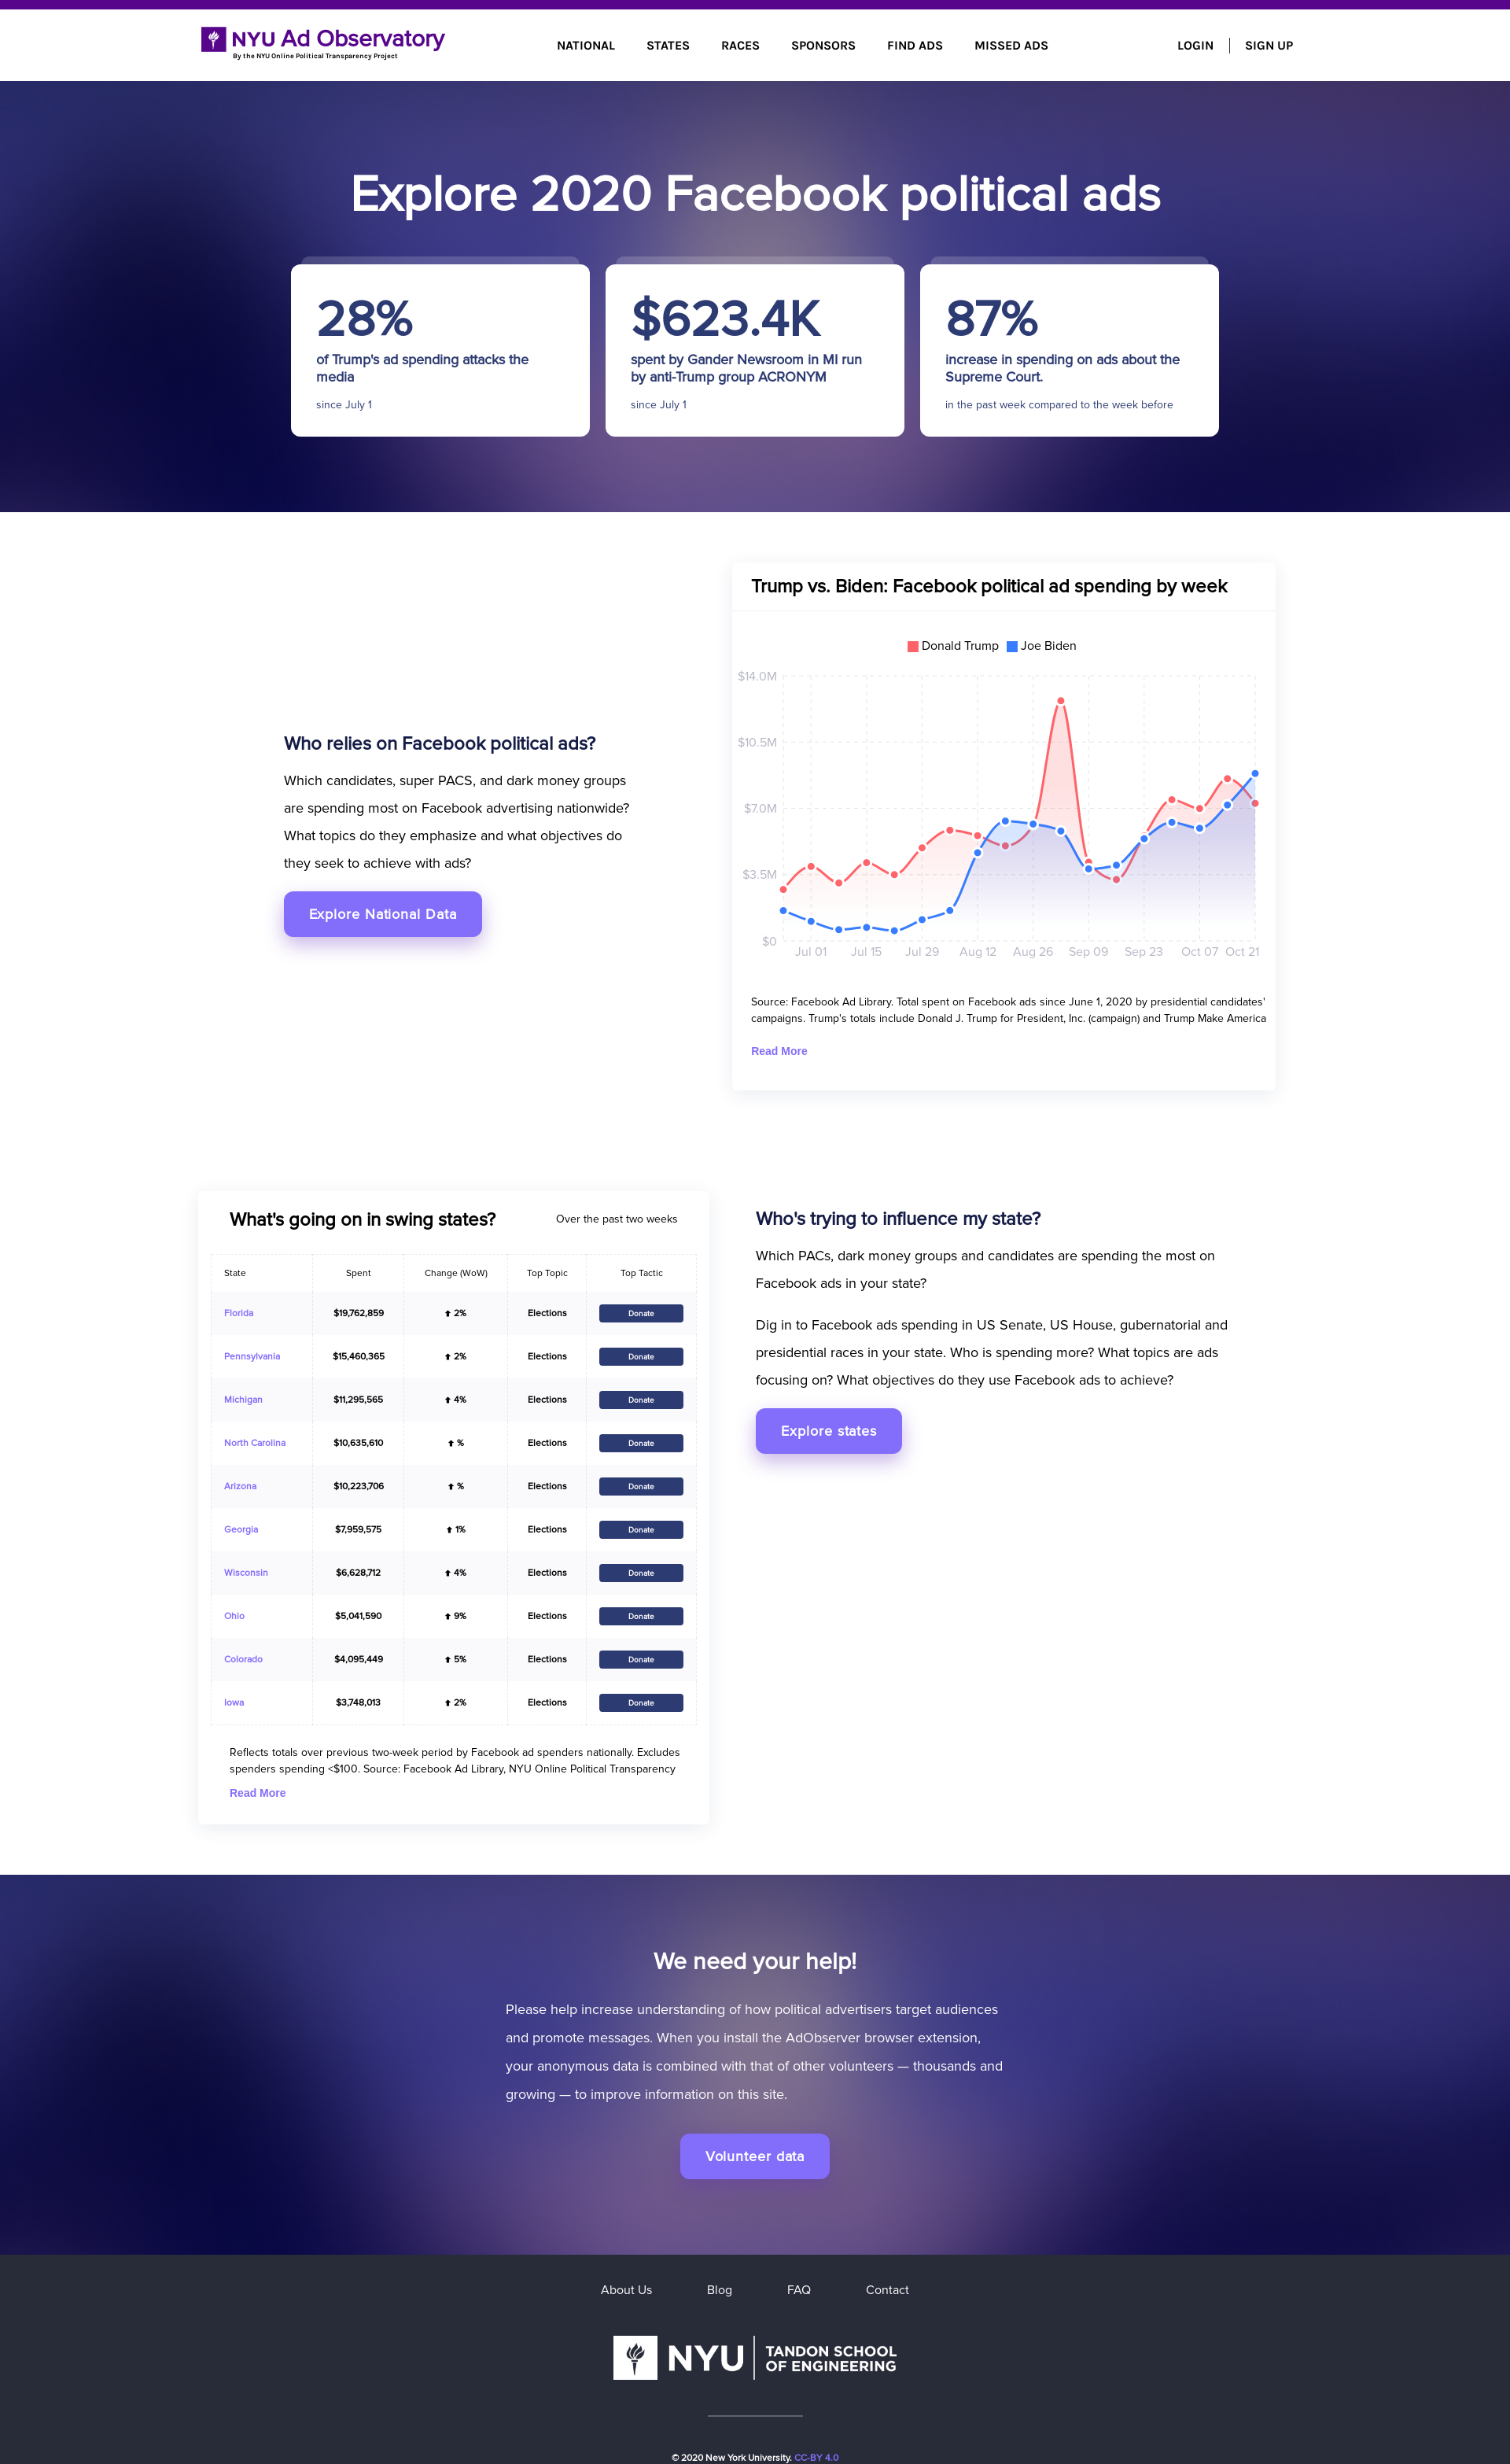 NYU Ad Observatory
By the NYU Online Political Transparency Project
NATIONAL STATES RACES SPONSORS FIND ADS MISSED ADS LOGIN SIGN UP
Explore 2020 Facebook political ads
28%
of Trump's ad spending attacks the
media
since July 1
$623.4K
spent by Gander Newsroom in MI run
by anti-Trump group ACRONYM
since July 1
87%
increase in spending on ads about the
Supreme Court.
in the past week compared to the week before
Who relies on Facebook political ads?
Which candidates, super PACS, and dark money groups
are spending most on Facebook advertising nationwide?
What topics do they emphasize and what objectives do
they seek to achieve with ads?
Explore National Data
Trump vs. Biden: Facebook political ad spending by week
Donald Trump Joe Biden
$14.0M
$10.5M
$7.0M
$3.5M
$0
Jul 01 Jul 15 Jul 29 Aug 12 Aug 26 Sep 09 Sep 23 Oct 07 Oct 21
Source: Facebook Ad Library. Total spent on Facebook ads since June 1, 2020 by presidential candidates'
campaigns. Trump's totals include Donald J. Trump for President, Inc. (campaign) and Trump Make America
Read More
What's going on in swing states? Over the past two weeks
State Spent Change (WoW) Top Topic Top Tactic
Florida $19,762,859 ⬆ 2% Elections Donate
Pennsylvania $15,460,365 ⬆ 2% Elections Donate
Michigan $11,295,565 ⬆ 4% Elections Donate
North Carolina $10,635,610 ⬆ % Elections Donate
Arizona $10,223,706 ⬆ % Elections Donate
Georgia $7,959,575 ⬆ 1% Elections Donate
Wisconsin $6,628,712 ⬆ 4% Elections Donate
Ohio $5,041,590 ⬆ 9% Elections Donate
Colorado $4,095,449 ⬆ 5% Elections Donate
Iowa $3,748,013 ⬆ 2% Elections Donate
Reflects totals over previous two-week period by Facebook ad spenders nationally. Excludes
spenders spending <$100. Source: Facebook Ad Library, NYU Online Political Transparency
Read More
Who's trying to influence my state?
Which PACs, dark money groups and candidates are spending the most on
Facebook ads in your state?
Dig in to Facebook ads spending in US Senate, US House, gubernatorial and
presidential races in your state. Who is spending more? What topics are ads
focusing on? What objectives do they use Facebook ads to achieve?
Explore states
We need your help!
Please help increase understanding of how political advertisers target audiences
and promote messages. When you install the AdObserver browser extension,
your anonymous data is combined with that of other volunteers — thousands and
growing — to improve information on this site.
Volunteer data
About Us Blog FAQ Contact
NYU TANDON SCHOOL
OF ENGINEERING
© 2020 New York University. CC-BY 4.0